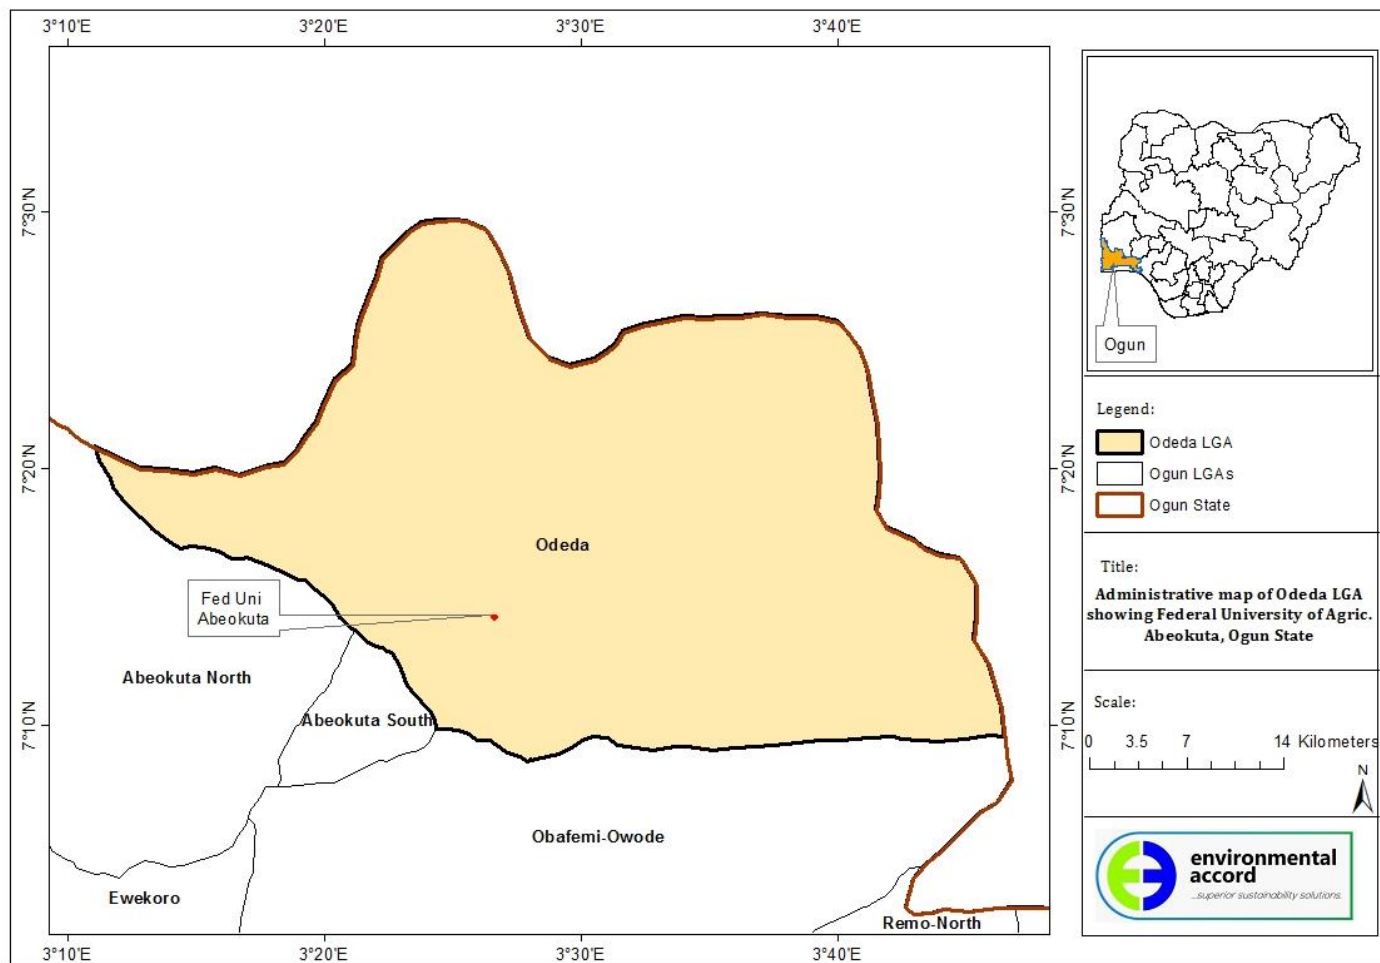 3°10'E 3°20'E 3°30'E 3°40'E
7°30'N
7°20'N
7°10'N
7°30'N
7°20'N
7°10'N
Odeda
Fed Uni
Abeokuta
Abeokuta North
Abeokuta South
Obafemi-Owode
Ewekoro
Remo-North
3°10'E 3°20'E 3°30'E 3°40'E
Ogun
Legend:
Odeda LGA
Ogun LGAs
Ogun State
Title:
Administrative map of Odeda LGA
showing Federal University of Agric.
Abeokuta, Ogun State
Scale:
0 3.5 7 14 Kilometers
N
environmental
accord
...superior sustainability solutions.